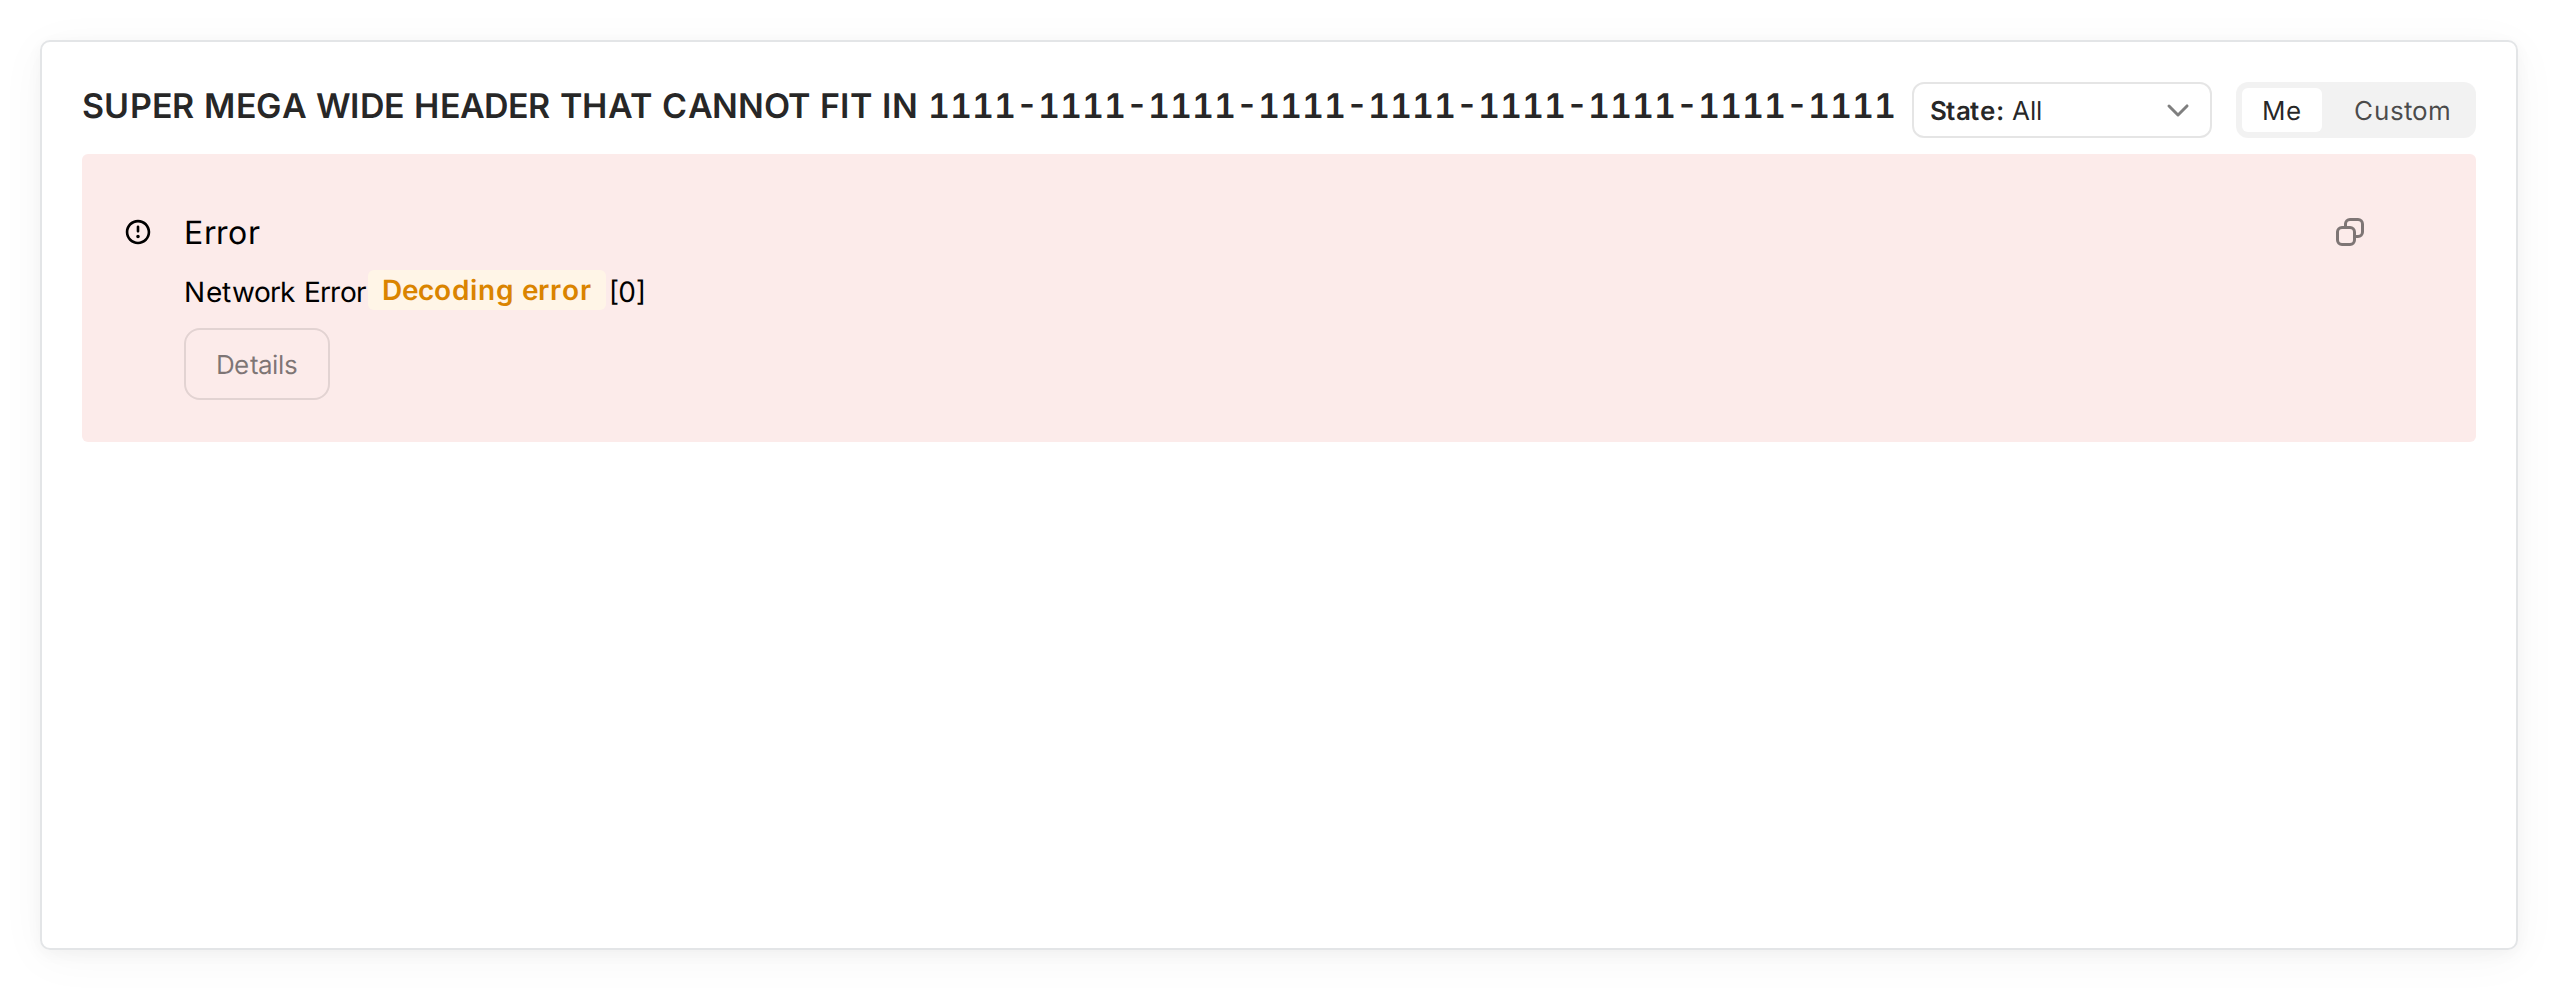 SUPER MEGA WIDE HEADER THAT CANNOT FIT IN 1111-1111-1111-1111-1111-1111-1111-1111-1111 State: All Me Custom
Error
Network Error Decoding error [0]
Details